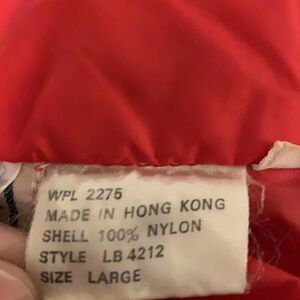 WPL 2275
MADE IN HONG KONG
SHELL 100% NYLON
STYLE LB 4212
SIZE LARGE